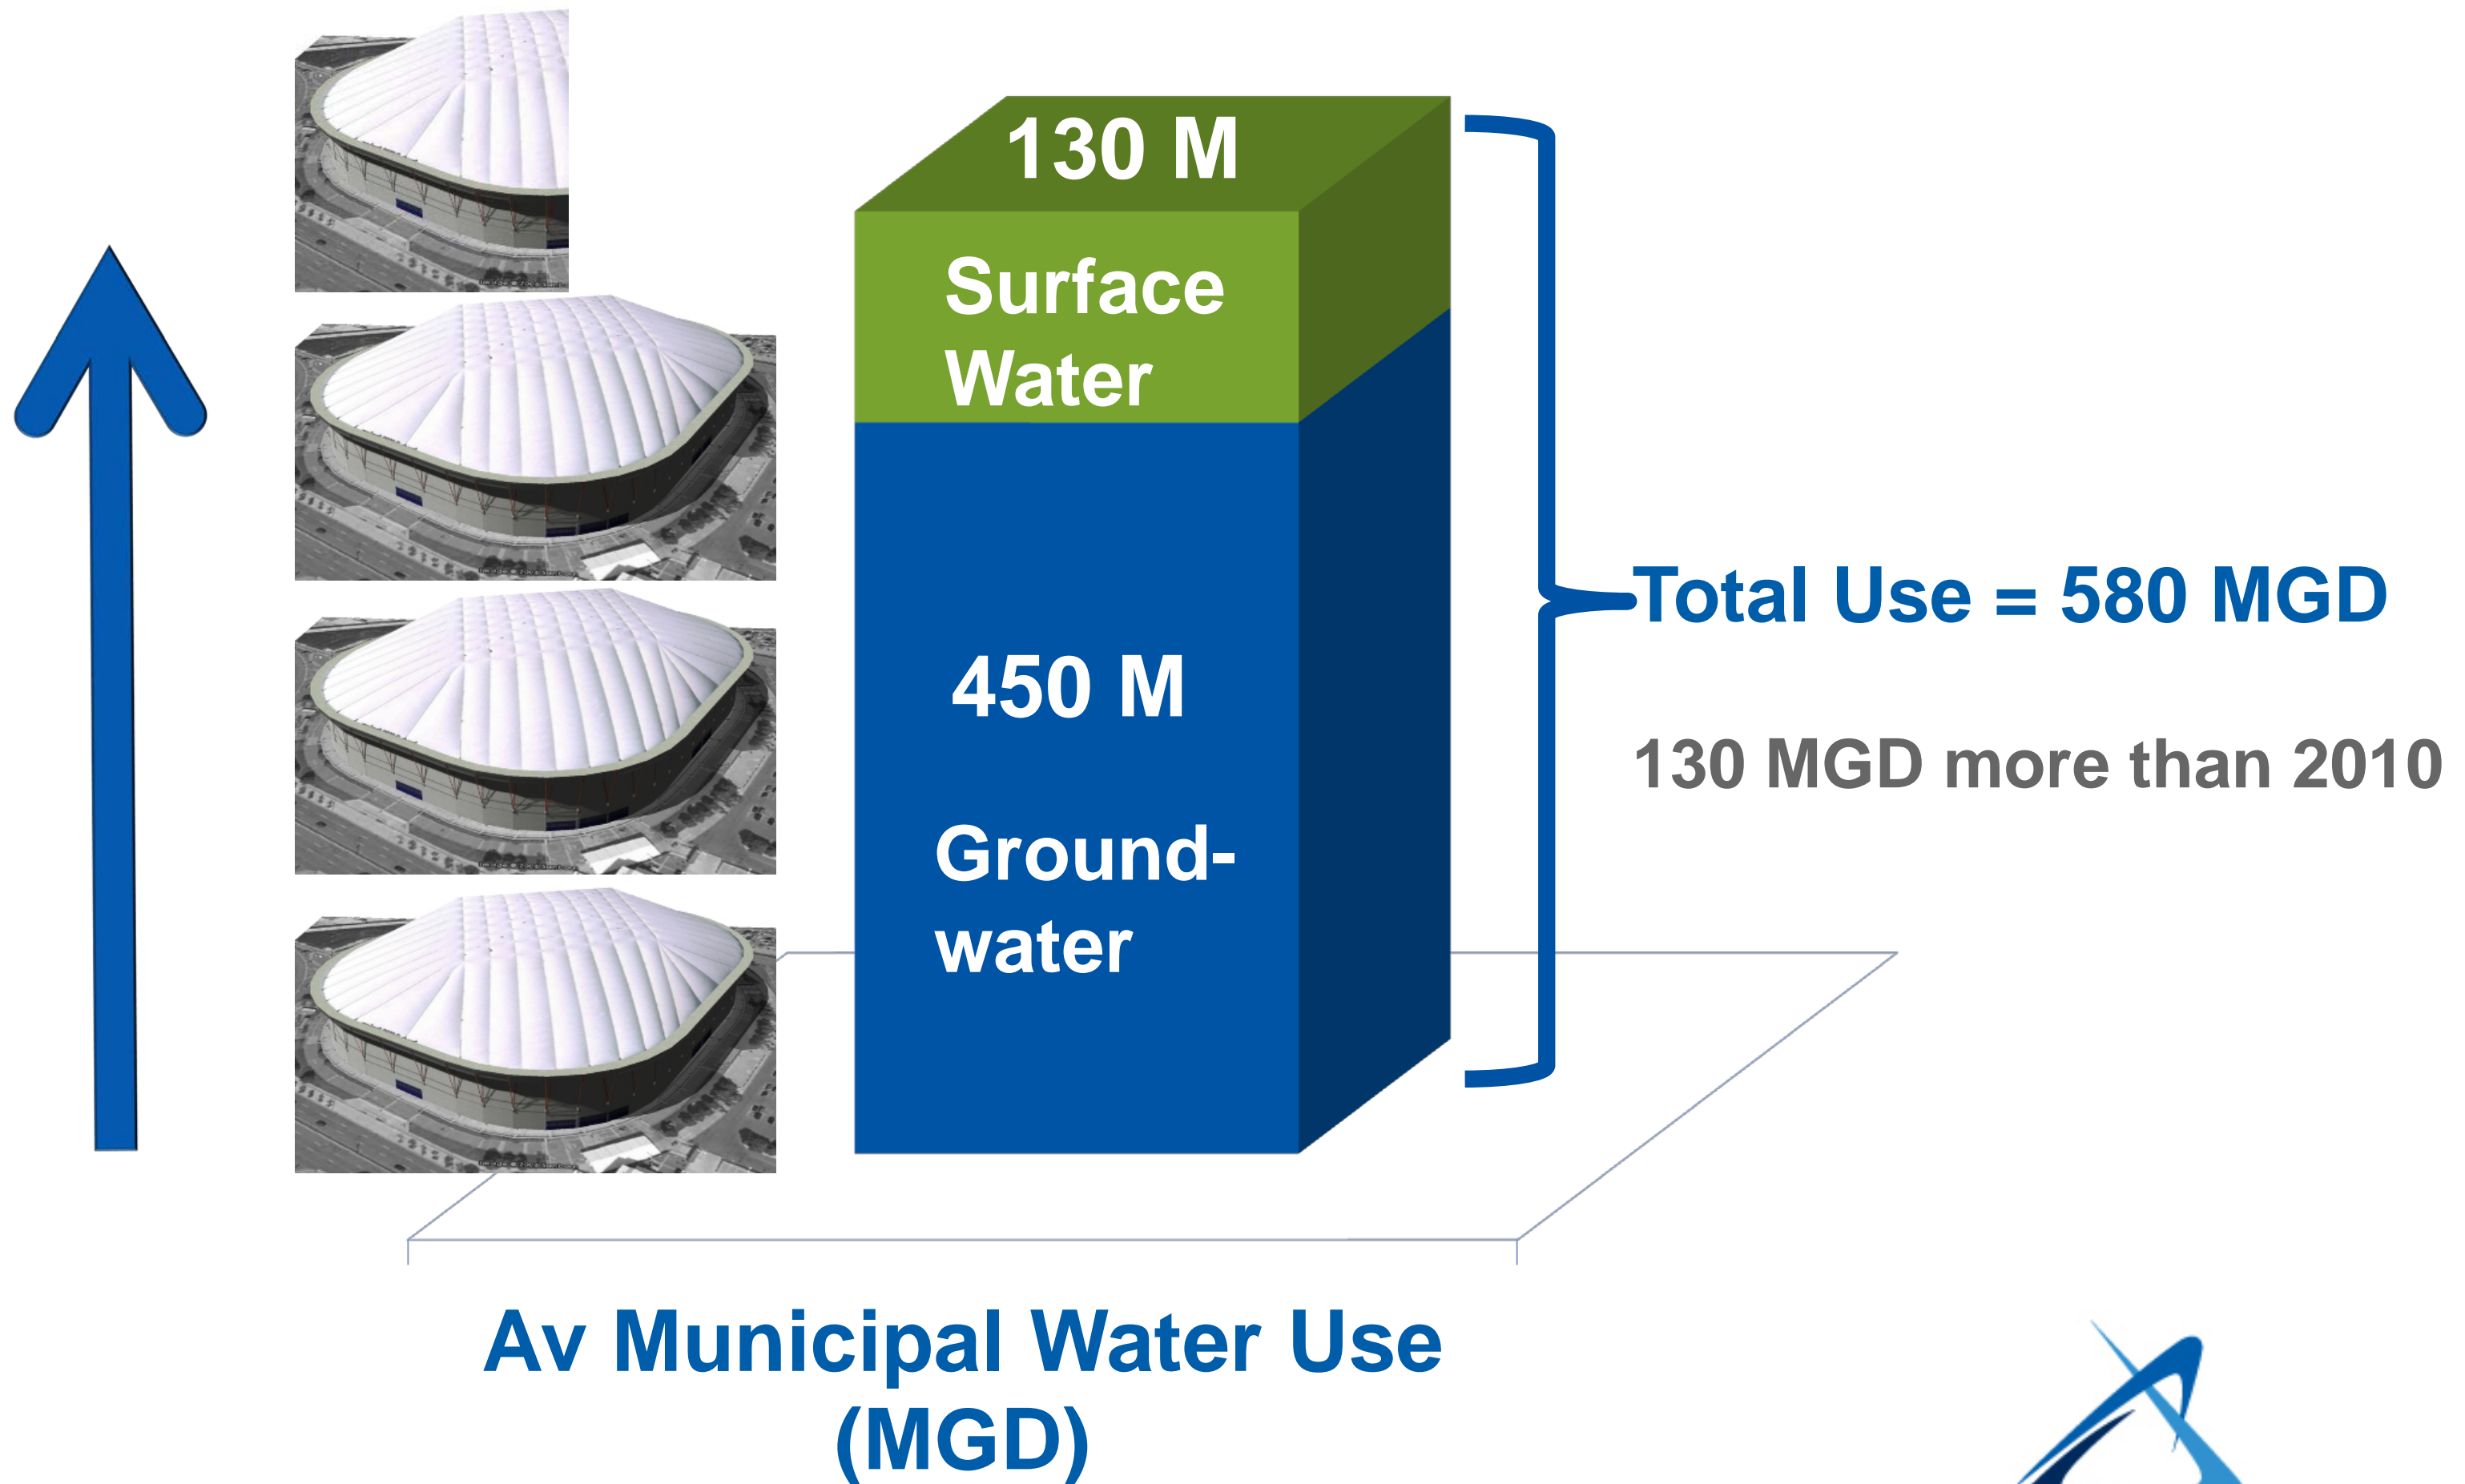 130 M
Surface
Water
450 M
Ground-
water
Total Use = 580 MGD
130 MGD more than 2010
Av Municipal Water Use
(MGD)